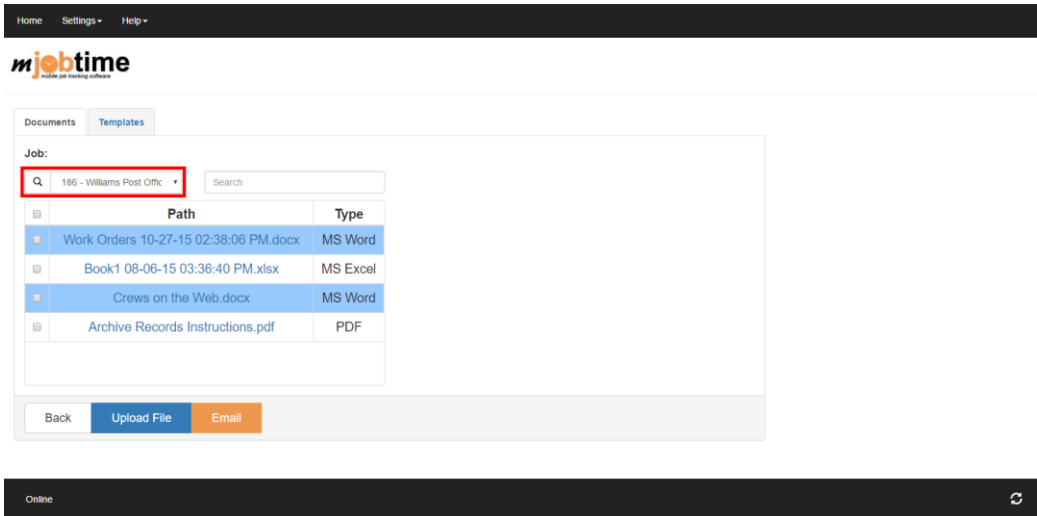 Home Settings Help
mjobtime
mobile job tracking software
Documents Templates
Job:
186 - Williams Post Offic Search
Path Type
Work Orders 10-27-15 02:38:06 PM.docx MS Word
Book1 08-06-15 03:36:40 PM.xlsx MS Excel
Crews on the Web.docx MS Word
Archive Records Instructions.pdf PDF
Back Upload File Email
Online